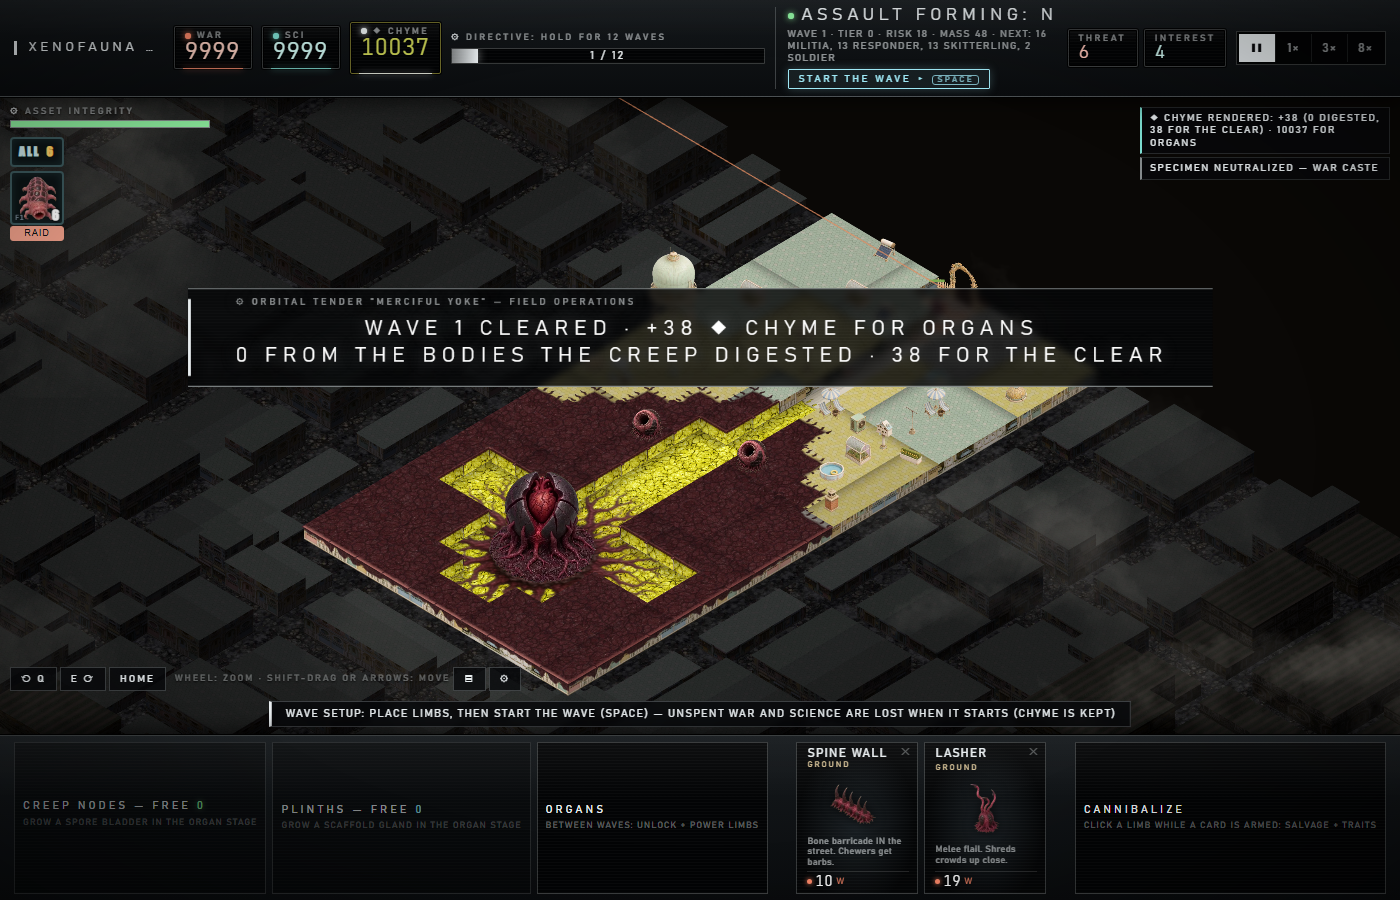 XENOFAUNA …
WAR
9999
SCI
9999
◆ CHYME
10037
⚙ DIRECTIVE: HOLD FOR 12 WAVES
1 / 12
ASSAULT FORMING: N
WAVE 1 · TIER 0 · RISK 18 · MASS 48 · NEXT: 16
MILITIA, 13 RESPONDER, 13 SKITTERLING, 2
SOLDIER
START THE WAVE ▸ SPACE
THREAT
6
INTEREST
4
1×
3×
8×
⚙ ASSET INTEGRITY
ALL 6
F1
6
RAID
◆ CHYME RENDERED: +38 (0 DIGESTED,
38 FOR THE CLEAR) · 10037 FOR
ORGANS
SPECIMEN NEUTRALIZED — WAR CASTE
⚙ ORBITAL TENDER "MERCIFUL YOKE" — FIELD OPERATIONS
WAVE 1 CLEARED · +38 ◆ CHYME FOR ORGANS
0 FROM THE BODIES THE CREEP DIGESTED · 38 FOR THE CLEAR
⟲ Q
E ⟳
HOME
WHEEL: ZOOM · SHIFT-DRAG OR ARROWS: MOVE
WAVE SETUP: PLACE LIMBS, THEN START THE WAVE (SPACE) — UNSPENT WAR AND SCIENCE ARE LOST WHEN IT STARTS (CHYME IS KEPT)
CREEP NODES — FREE 0
GROW A SPORE BLADDER IN THE ORGAN STAGE
PLINTHS — FREE 0
GROW A SCAFFOLD GLAND IN THE ORGAN STAGE
ORGANS
BETWEEN WAVES: UNLOCK • POWER LIMBS
SPINE WALL ×
GROUND
Bone barricade IN the
street. Chewers get
barbs.
10 W
LASHER ×
GROUND
Melee flail. Shreds
crowds up close.
19 W
CANNIBALIZE
CLICK A LIMB WHILE A CARD IS ARMED: SALVAGE • TRAITS